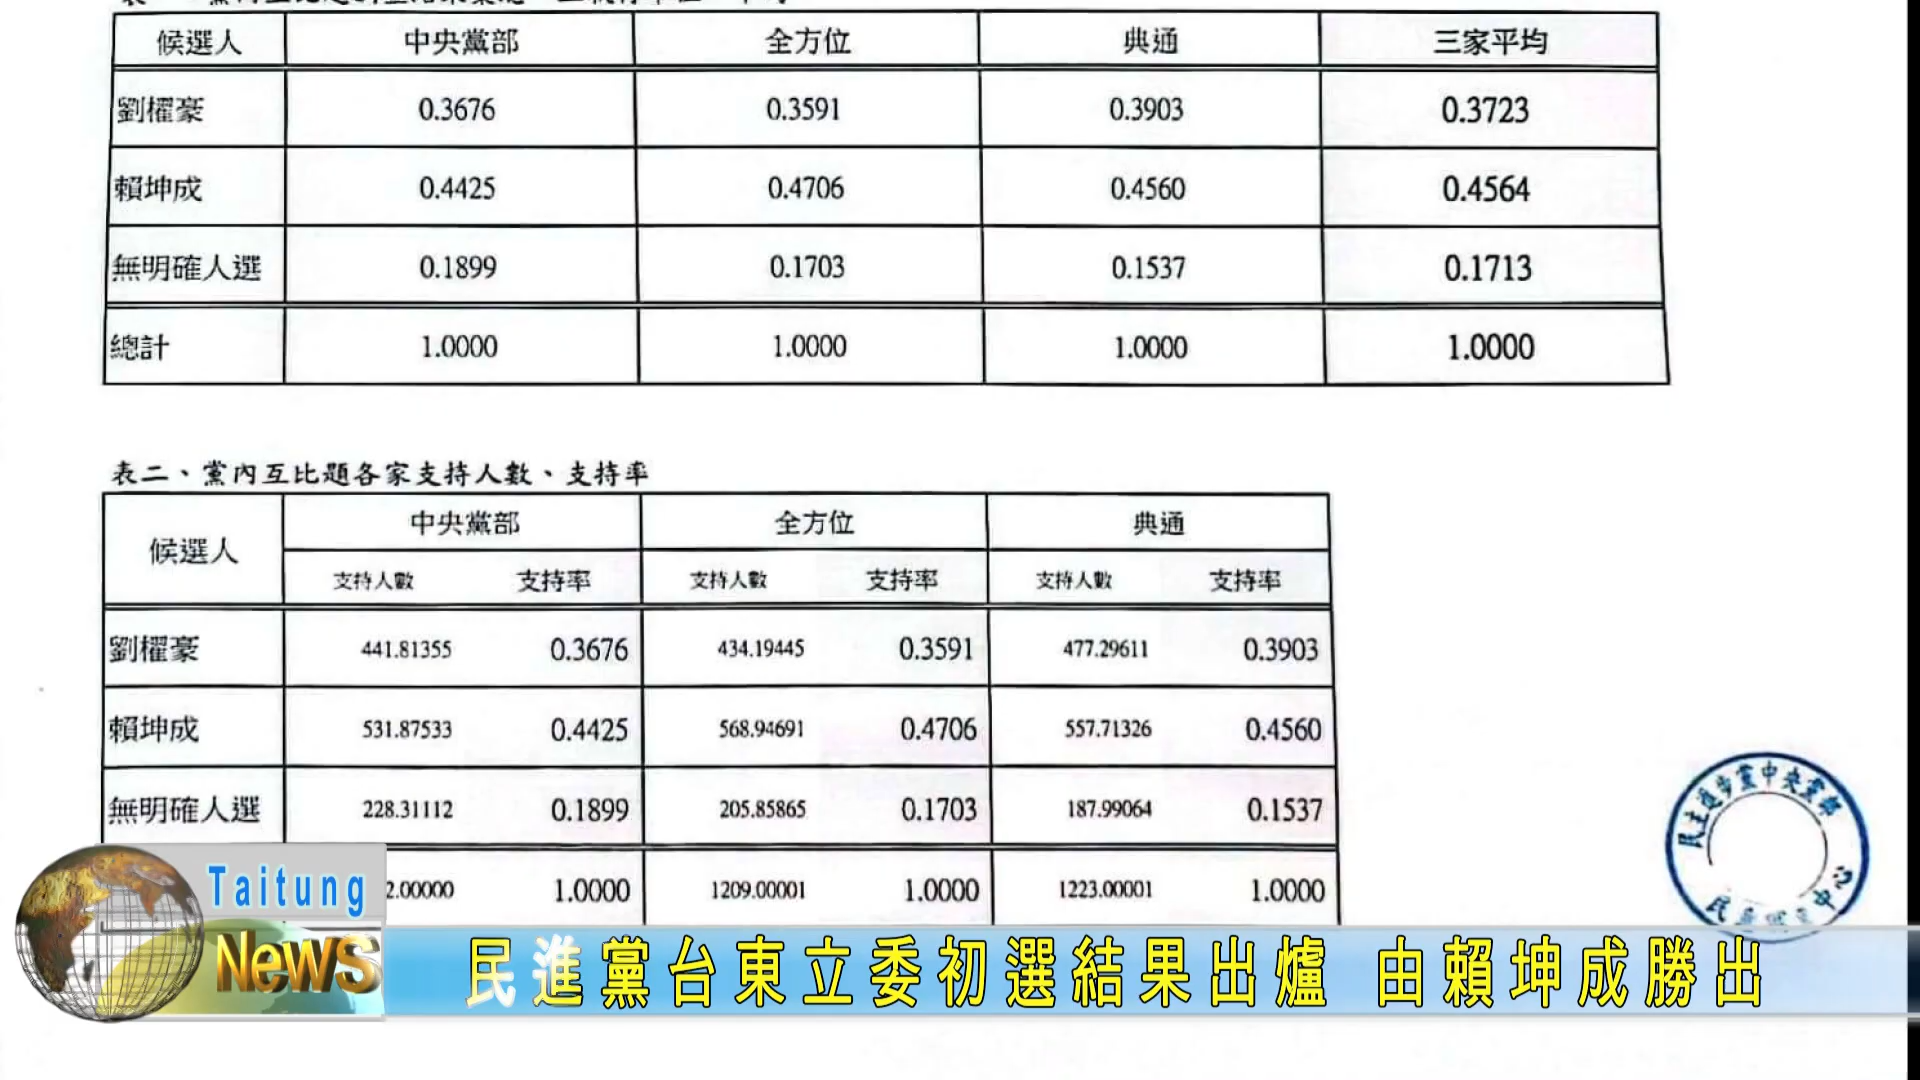 候選人 中央黨部 全方位 典通 三家平均
劉櫂豪 0.3676 0.3591 0.3903 0.3723
賴坤成 0.4425 0.4706 0.4560 0.4564
無明確人選 0.1899 0.1703 0.1537 0.1713
總計 1.0000 1.0000 1.0000 1.0000
表二、黨內互比題各家支持人數、支持率
候選人 中央黨部 全方位 典通
支持人數 支持率 支持人數 支持率 支持人數 支持率
劉櫂豪 441.81355 0.3676 434.19445 0.3591 477.29611 0.3903
賴坤成 531.87533 0.4425 568.94691 0.4706 557.71326 0.4560
無明確人選 228.31112 0.1899 205.85865 0.1703 187.99064 0.1537
2.00000 1.0000 1209.00001 1.0000 1223.00001 1.0000
民主進步黨中央黨部
Taitung
News
民進黨台東立委初選結果出爐 由賴坤成勝出